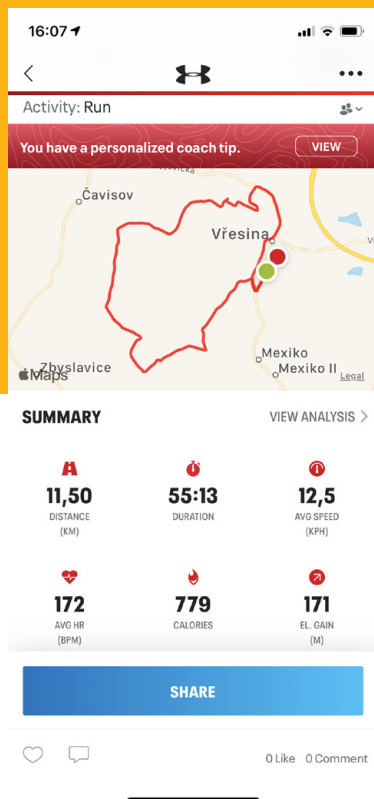 16:07
Activity: Run
You have a personalized coach tip.
VIEW
Čavisov
Vřesina
Mexiko
Mexiko II
Zbyslavice
Maps
Legal
SUMMARY
VIEW ANALYSIS
11,50
55:13
12,5
DISTANCE
DURATION
AVG SPEED
(KM)
(KPH)
172
779
171
AVG HR
CALORIES
EL. GAIN
(BPM)
(M)
SHARE
0 Like 0 Comment